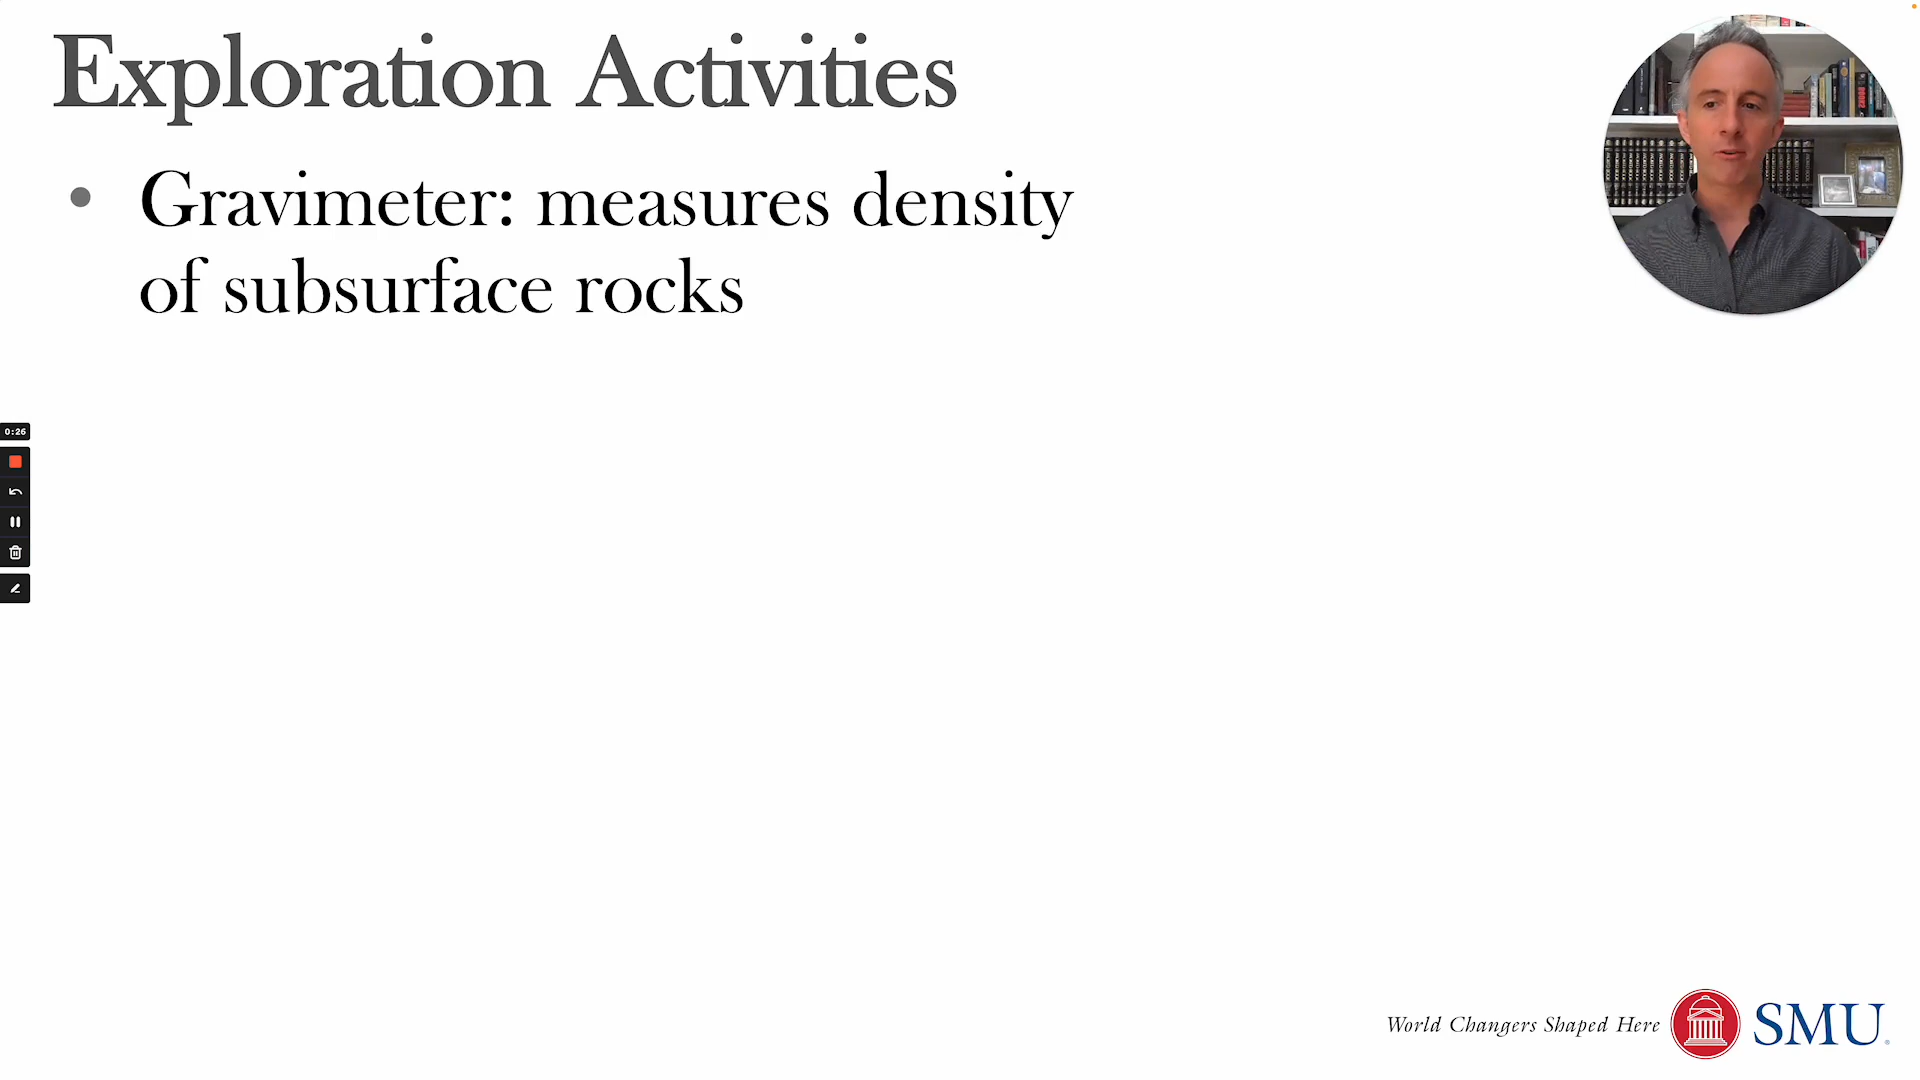 Exploration Activities
• Gravimeter: measures density
of subsurface rocks
0:26
World Changers Shaped Here
SMU